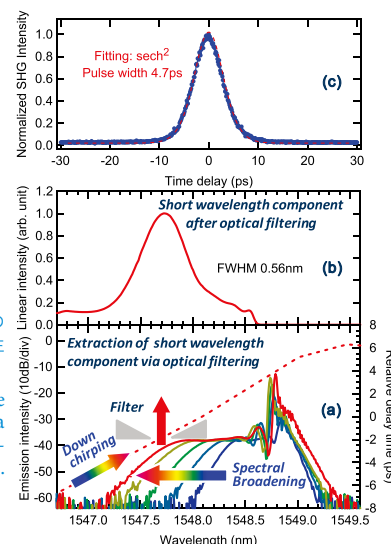 Normalized SHG Intensity
1.0
0.8
0.6
0.4
0.2
0.0
Fitting: sech²
Pulse width 4.7ps
(c)
-30 -20 -10 0 10 20 30
Time delay (ps)
Linear intensity (arb. unit)
1.2
1.0
0.8
0.6
0.4
0.2
0.0
Short wavelength component
after optical filtering
FWHM 0.56nm
(b)
Emission intensity (10dB/div)
0
-10
-20
-30
-40
-50
-60
Extraction of short wavelength
component via optical filtering
Filter
(a)
Down
chirping
Spectral
Broadening
8
6
4
2
0
-2
-4
-6
-8
Relative delay time (ps)
1547.0 1547.5 1548.0 1548.5 1549.0 1549.5
Wavelength (nm)